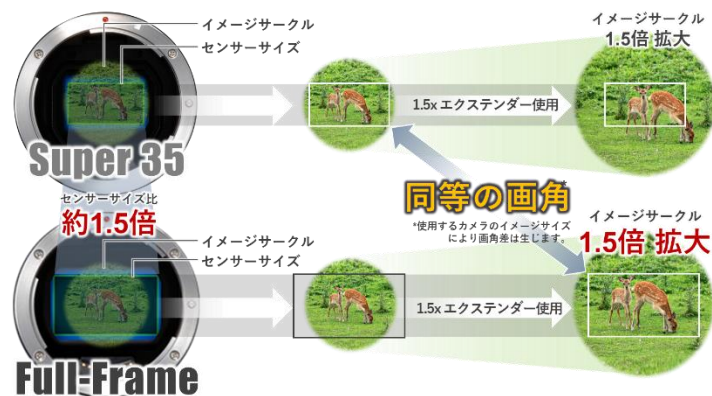 イメージサークル
センサーサイズ
Super 35
1.5x エクステンダー使用
イメージサークル
1.5倍 拡大
センサーサイズ比
約1.5倍
同等の画角*
*使用するカメラのイメージサイズ
により画角差は生じます。
イメージサークル
センサーサイズ
Full-Frame
1.5x エクステンダー使用
イメージサークル
1.5倍 拡大